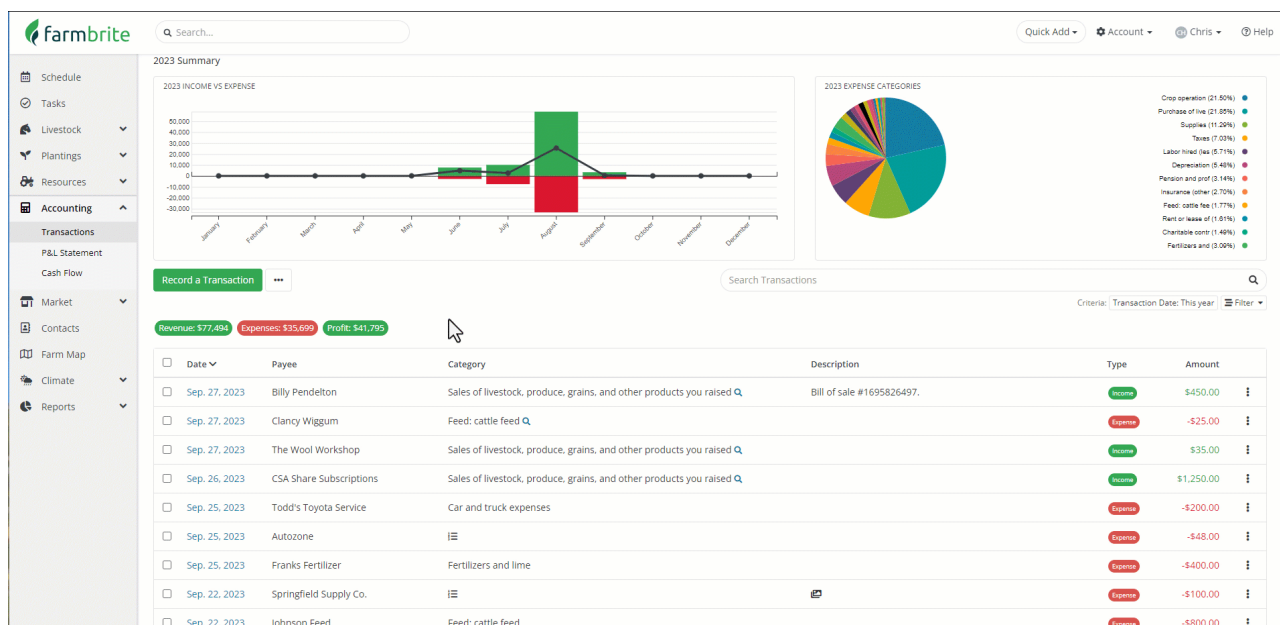 farmbrite
Search...
Quick Add
Account
CH Chris
Help
Schedule
Tasks
Livestock
Plantings
Resources
Accounting
Transactions
P&L Statement
Cash Flow
Market
Contacts
Farm Map
Climate
Reports
2023 Summary
2023 INCOME VS EXPENSE
50,000
40,000
30,000
20,000
10,000
0
-10,000
-20,000
-30,000
January
February
March
April
May
June
July
August
September
October
November
December
2023 EXPENSE CATEGORIES
Crop operation (21.50%)
Purchase of live (21.85%)
Supplies (11.29%)
Taxes (7.03%)
Labor hired (les (5.71%)
Depreciation (5.48%)
Pension and prof (3.14%)
Insurance (other (2.70%)
Feed: cattle fee (1.77%)
Rent or lease of (1.61%)
Charitable contr (1.49%)
Fertilizers and (3.09%)
Record a Transaction
Search Transactions
Criteria: Transaction Date: This year Filter
Revenue: $77,494 Expenses: $35,699 Profit: $41,795
Date Payee Category Description Type Amount
Sep. 27, 2023 Billy Pendelton Sales of livestock, produce, grains, and other products you raised Bill of sale #1695826497. Income $450.00
Sep. 27, 2023 Clancy Wiggum Feed: cattle feed Expense -$25.00
Sep. 27, 2023 The Wool Workshop Sales of livestock, produce, grains, and other products you raised Income $35.00
Sep. 26, 2023 CSA Share Subscriptions Sales of livestock, produce, grains, and other products you raised Income $1,250.00
Sep. 25, 2023 Todd's Toyota Service Car and truck expenses Expense -$200.00
Sep. 25, 2023 Autozone Expense -$48.00
Sep. 25, 2023 Franks Fertilizer Fertilizers and lime Expense -$400.00
Sep. 22, 2023 Springfield Supply Co. Expense -$100.00
Sep. 22, 2023 Johnson Feed Feed: cattle feed Expense -$800.00